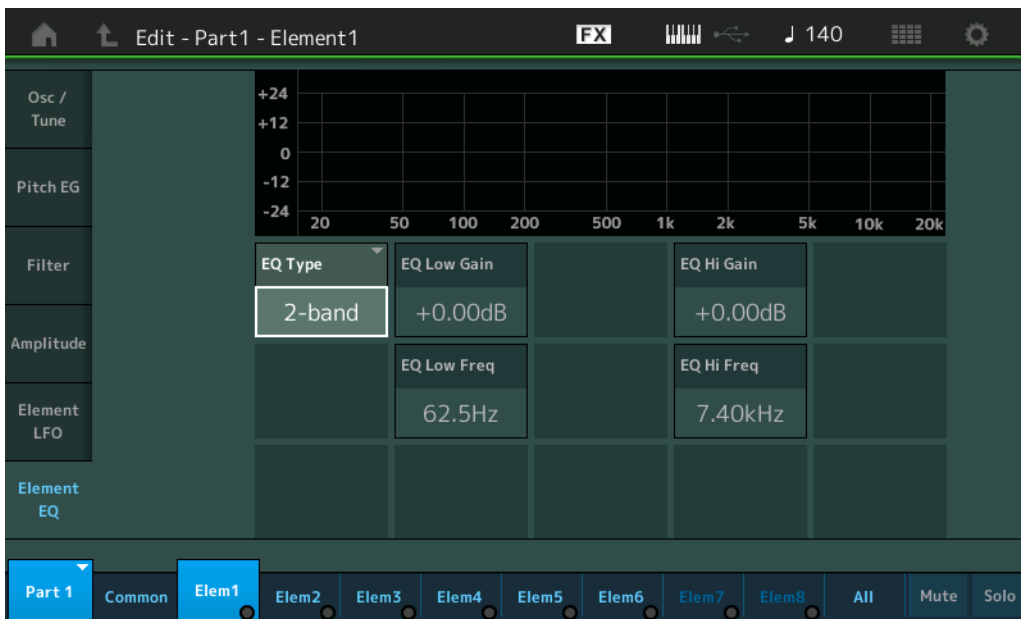 Edit - Part1 - Element1 FX ♩ 140
Osc /
Tune
Pitch EG
Filter
Amplitude
Element
LFO
Element
EQ
+24
+12
0
-12
-24
20 50 100 200 500 1k 2k 5k 10k 20k
EQ Type EQ Low Gain EQ Hi Gain
2-band +0.00dB +0.00dB
EQ Low Freq EQ Hi Freq
62.5Hz 7.40kHz
Part 1 Common Elem1 Elem2 Elem3 Elem4 Elem5 Elem6 Elem7 Elem8 All Mute Solo